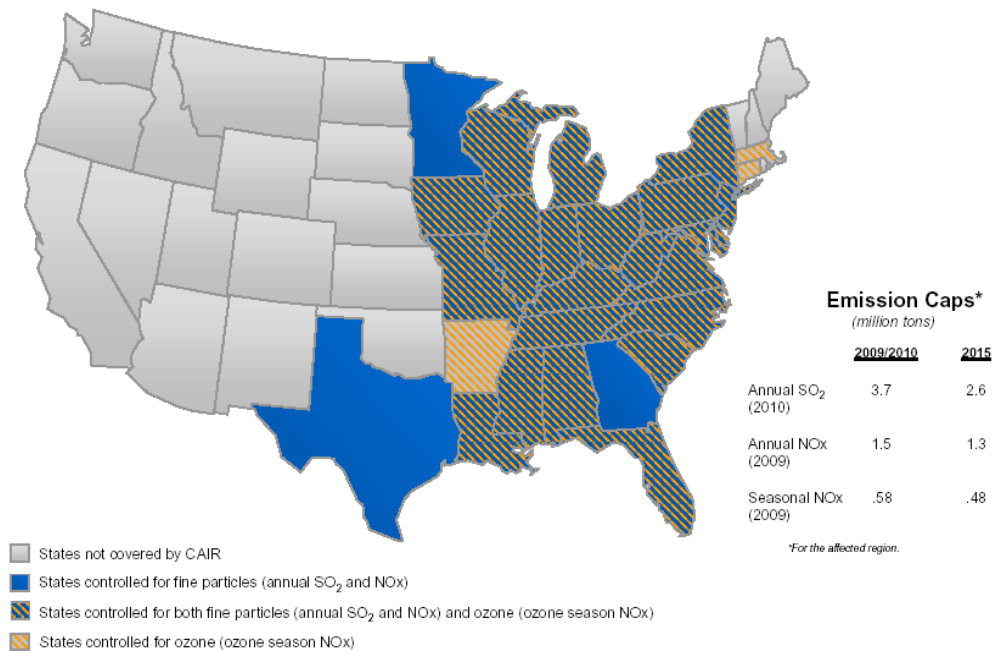 Emission Caps*
(million tons)
2009/2010 2015
Annual SO₂ 3.7 2.6
(2010)
Annual NOx 1.5 1.3
(2009)
Seasonal NOx .58 .48
(2009)
*For the affected region.
States not covered by CAIR
States controlled for fine particles (annual SO₂ and NOx)
States controlled for both fine particles (annual SO₂ and NOx) and ozone (ozone season NOx)
States controlled for ozone (ozone season NOx)